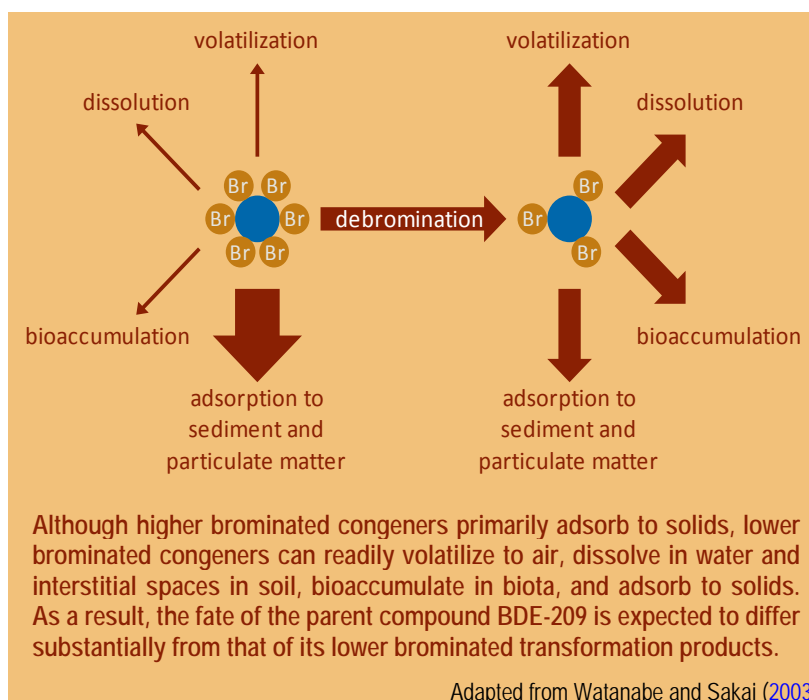 volatilization
volatilization
dissolution
dissolution
Br Br
Br Br
Br Br
debromination
Br
Br
Br
bioaccumulation
bioaccumulation
adsorption to
sediment and
particulate matter
adsorption to
sediment and
particulate matter
Although higher brominated congeners primarily adsorb to solids, lower
brominated congeners can readily volatilize to air, dissolve in water and
interstitial spaces in soil, bioaccumulate in biota, and adsorb to solids.
As a result, the fate of the parent compound BDE-209 is expected to differ
substantially from that of its lower brominated transformation products.
Adapted from Watanabe and Sakai (2003